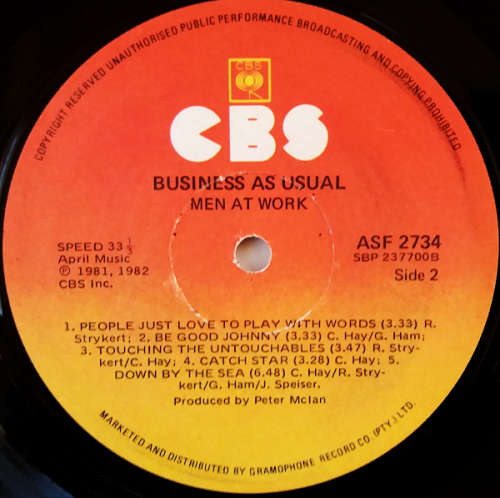 COPYRIGHT RESERVED UNAUTHORISED PUBLIC PERFORMANCE BROADCASTING AND COPYING PROHIBITED
CBS
CBS
BUSINESS AS USUAL
MEN AT WORK
SPEED 33 1/3
April Music
℗ 1981, 1982
CBS Inc.
ASF 2734
SBP 237700B
Side 2
1. PEOPLE JUST LOVE TO PLAY WITH WORDS (3.33) R.
Strykert; 2. BE GOOD JOHNNY (3.33) C. Hay/G. Ham;
3. TOUCHING THE UNTOUCHABLES (3.47) R. Stry-
kert/C. Hay; 4. CATCH STAR (3.28) C. Hay; 5.
DOWN BY THE SEA (6.48) C. Hay/R. Stry-
kert/G. Ham/J. Speiser.
Produced by Peter McIan
MARKETED AND DISTRIBUTED BY GRAMOPHONE RECORD CO. (PTY.) LTD.